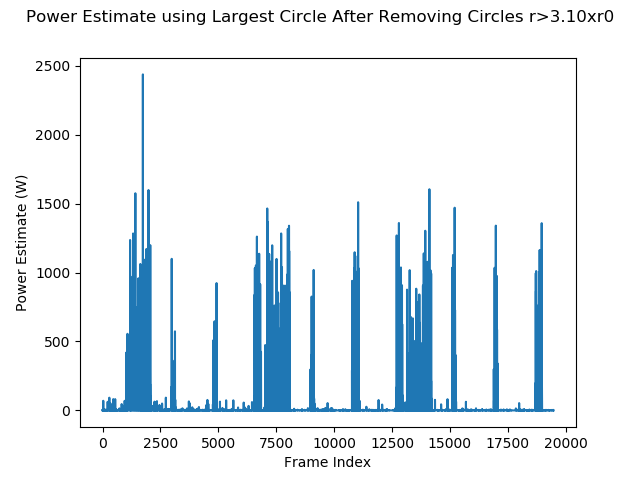 Power Estimate using Largest Circle After Removing Circles r>3.10xr0
2500
2000
1500
1000
500
0
Power Estimate (W)
0 2500 5000 7500 10000 12500 15000 17500 20000
Frame Index